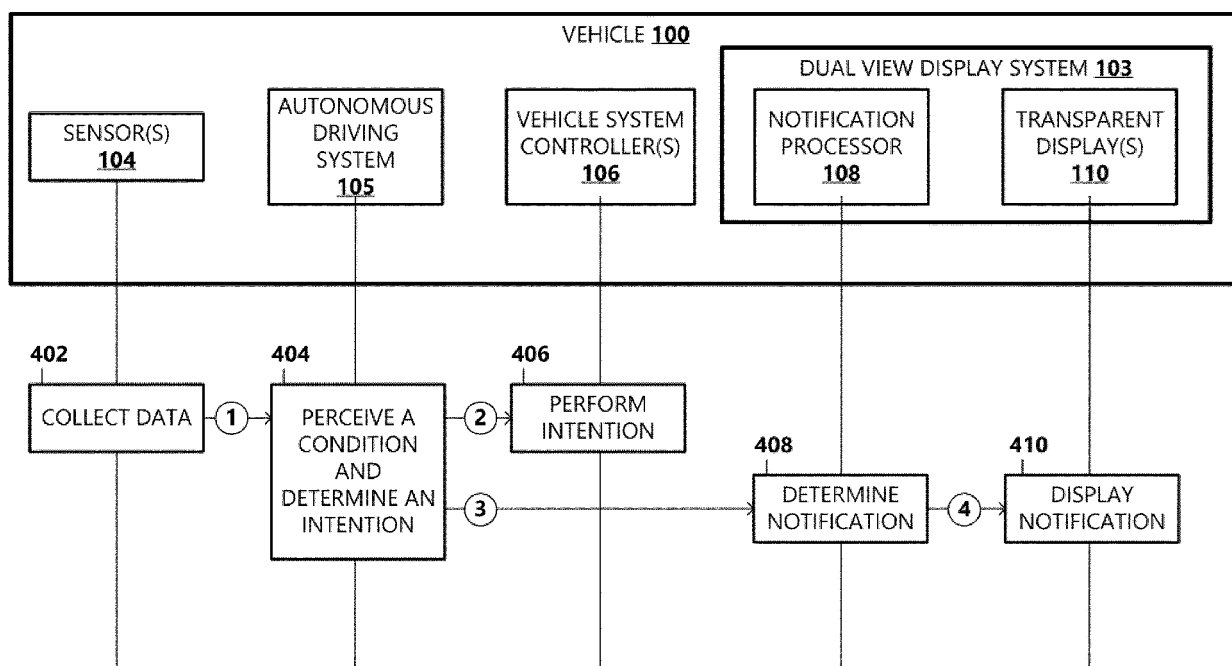 VEHICLE 100
DUAL VIEW DISPLAY SYSTEM 103
SENSOR(S)
104
AUTONOMOUS
DRIVING
SYSTEM
105
VEHICLE SYSTEM
CONTROLLER(S)
106
NOTIFICATION
PROCESSOR
108
TRANSPARENT
DISPLAY(S)
110
402
COLLECT DATA
1
404
PERCEIVE A
CONDITION
AND
DETERMINE AN
INTENTION
2
406
PERFORM
INTENTION
3
408
DETERMINE
NOTIFICATION
4
410
DISPLAY
NOTIFICATION